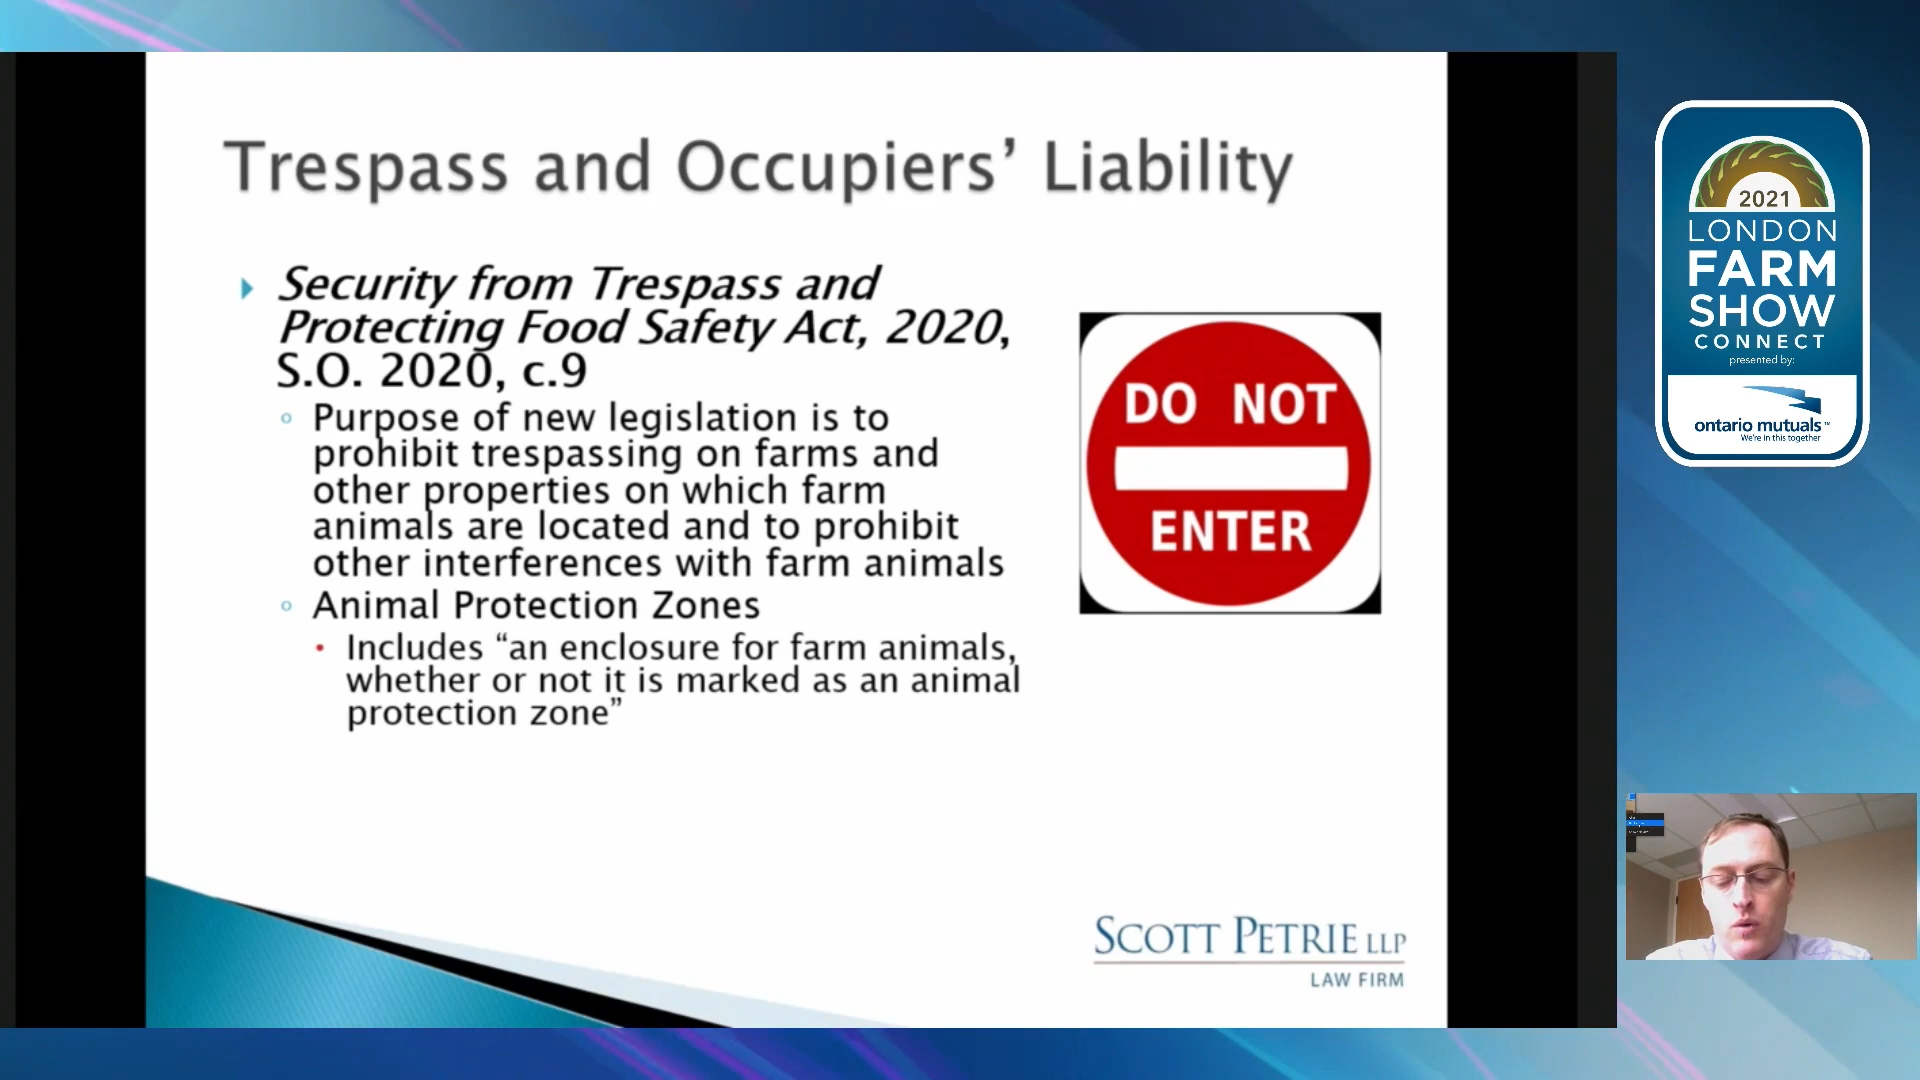 Trespass and Occupiers’ Liability
Security from Trespass and
Protecting Food Safety Act, 2020,
S.O. 2020, c.9
Purpose of new legislation is to
prohibit trespassing on farms and
other properties on which farm
animals are located and to prohibit
other interferences with farm animals
Animal Protection Zones
Includes “an enclosure for farm animals,
whether or not it is marked as an animal
protection zone”
DO NOT
ENTER
SCOTT PETRIE LLP
LAW FIRM
2021
LONDON
FARM
SHOW
CONNECT
presented by:
ontario mutuals™
We're in this together